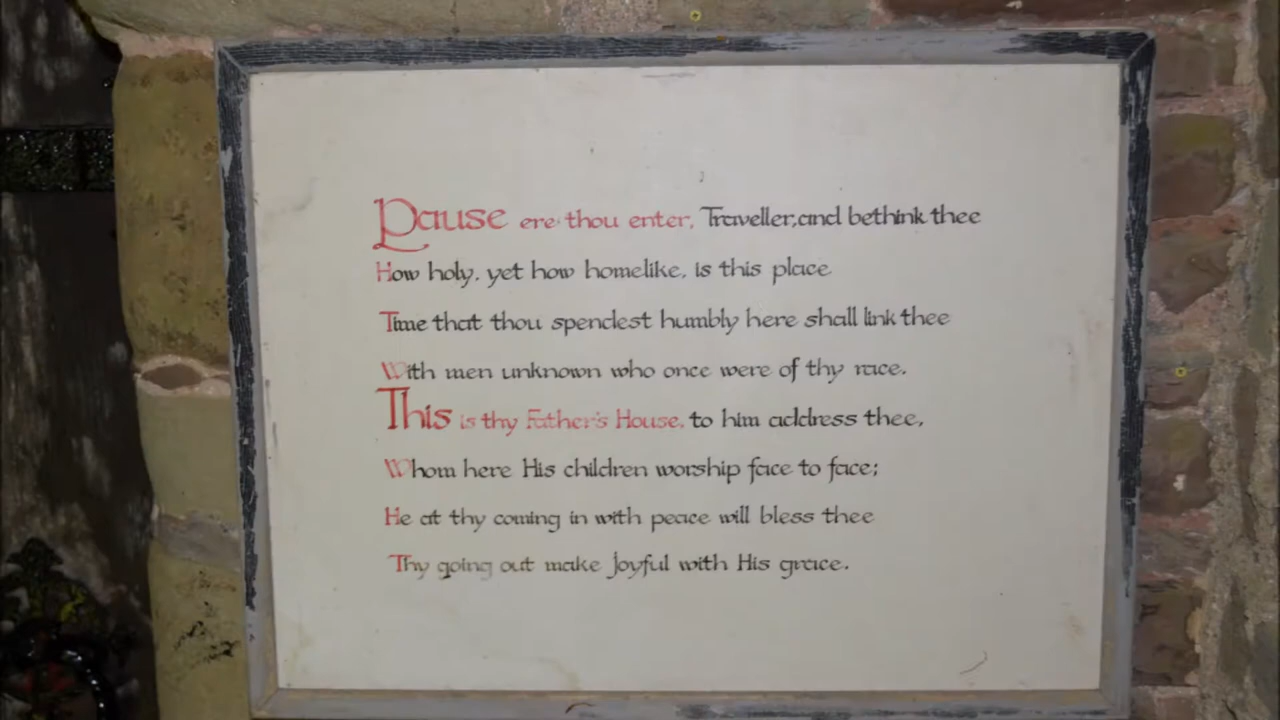 Pause ere thou enter, Traveller, and bethink thee
How holy, yet how homelike, is this place
Time that thou spendest humbly here shall link thee
With men unknown who once were of thy race.
This is thy Father's House, to him address thee,
Whom here His children worship face to face;
He at thy coming in with peace will bless thee
Thy going out make joyful with His grace.